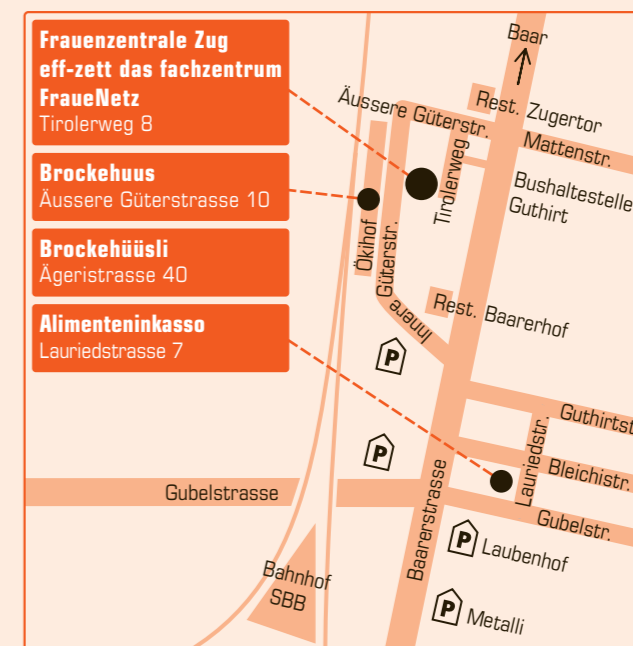 Frauenzentrale Zug
eff-zett das fachzentrum
FraueNetz
Tirolerweg 8
Brockehuus
Äussere Güterstrasse 10
Brockehüüsli
Ägeristrasse 40
Alimenteninkasso
Lauriedstrasse 7
Baar
Rest. Zugertor
Äussere Güterstr.
Mattenstr.
Tirolerweg
Bushaltestelle
Guthirt
Ökihof
Güterstr.
Innere
Rest. Baarerhof
P
P
Guthirtst
Lauriedstr.
Bleichistr.
Gubelstrasse
Baarerstrasse
Gubelstr.
P Laubenhof
Bahnhof
SBB
P Metalli